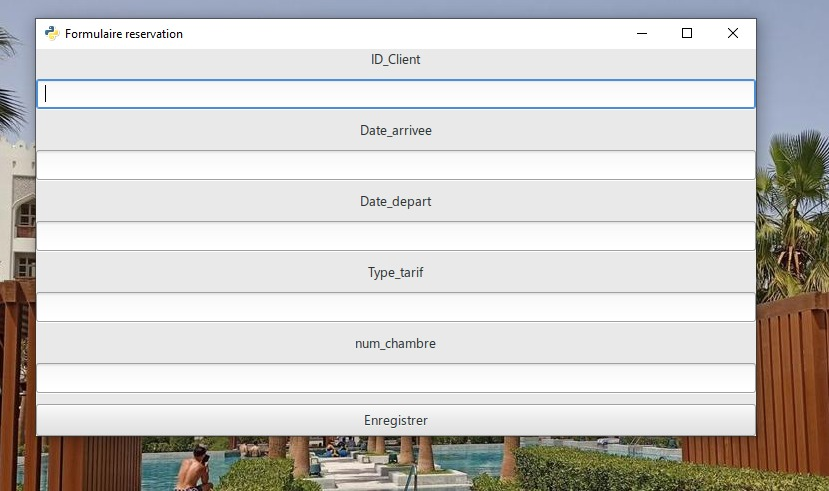 Formulaire reservation
ID_Client
Date_arrivee
Date_depart
Type_tarif
num_chambre
Enregistrer